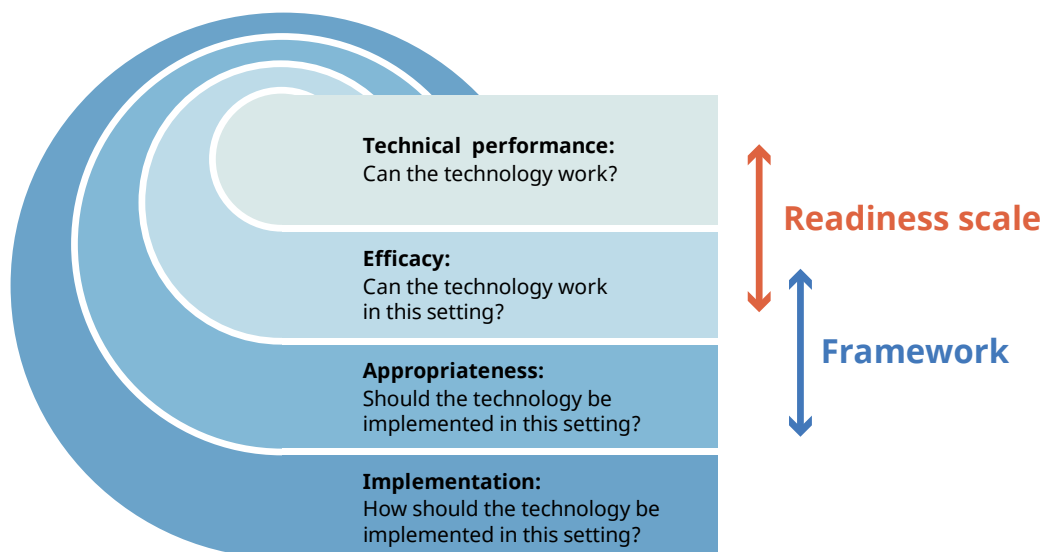 Technical performance:
Can the technology work?
Readiness scale
Efficacy:
Can the technology work
in this setting?
Framework
Appropriateness:
Should the technology be
implemented in this setting?
Implementation:
How should the technology be
implemented in this setting?